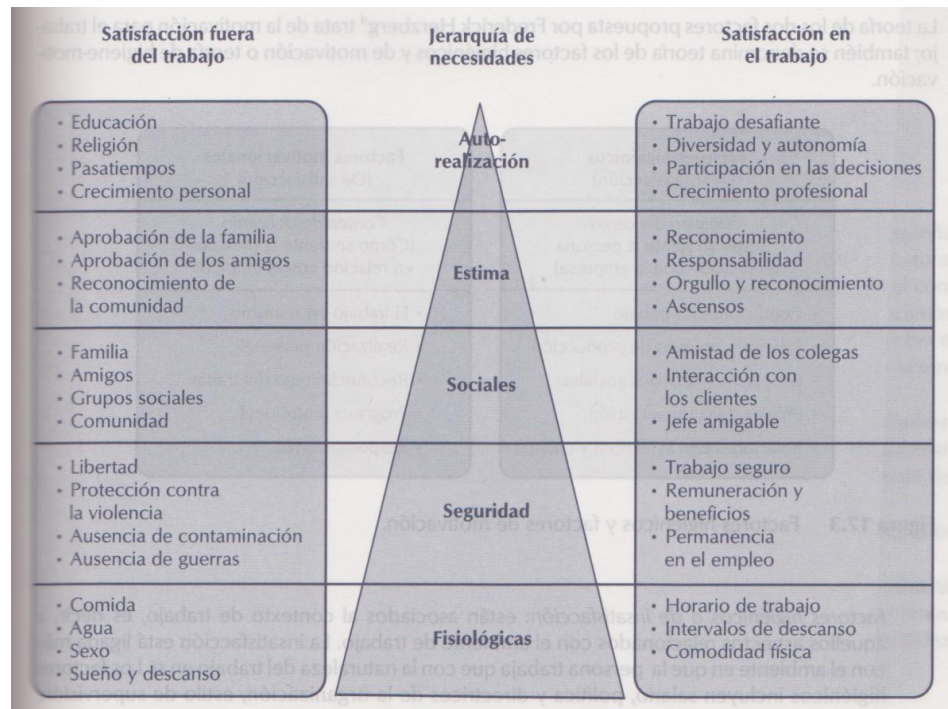 Satisfacción fuera
del trabajo
Jerarquía de
necesidades
Satisfacción en
el trabajo
• Educación
• Religión
• Pasatiempos
• Crecimiento personal
Auto-
realización
• Trabajo desafiante
• Diversidad y autonomía
• Participación en las decisiones
• Crecimiento profesional
• Aprobación de la familia
• Aprobación de los amigos
• Reconocimiento de
la comunidad
Estima
• Reconocimiento
• Responsabilidad
• Orgullo y reconocimiento
• Ascensos
• Familia
• Amigos
• Grupos sociales
• Comunidad
Sociales
• Amistad de los colegas
• Interacción con
los clientes
• Jefe amigable
• Libertad
• Protección contra
la violencia
• Ausencia de contaminación
• Ausencia de guerras
Seguridad
• Trabajo seguro
• Remuneración y
beneficios
• Permanencia
en el empleo
• Comida
• Agua
• Sexo
• Sueño y descanso
Fisiológicas
• Horario de trabajo
• Intervalos de descanso
• Comodidad física